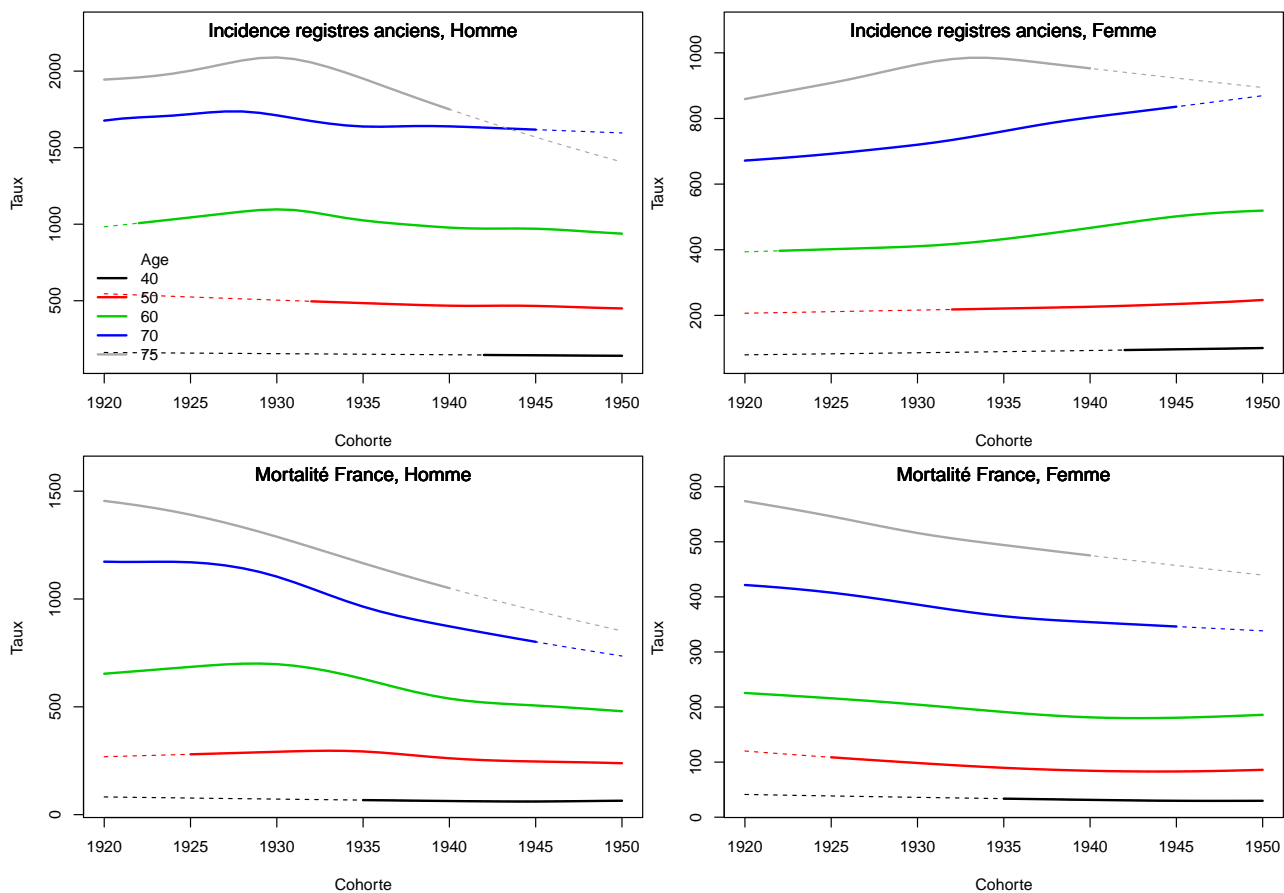 Incidence registres anciens, Homme
Taux
2000
1500
1000
500
Age
40
50
60
70
75
1920 1925 1930 1935 1940 1945 1950
Cohorte
Incidence registres anciens, Femme
Taux
1000
800
600
400
200
1920 1925 1930 1935 1940 1945 1950
Cohorte
Mortalité France, Homme
Taux
1500
1000
500
0
1920 1925 1930 1935 1940 1945 1950
Cohorte
Mortalité France, Femme
Taux
600
500
400
300
200
100
0
1920 1925 1930 1935 1940 1945 1950
Cohorte